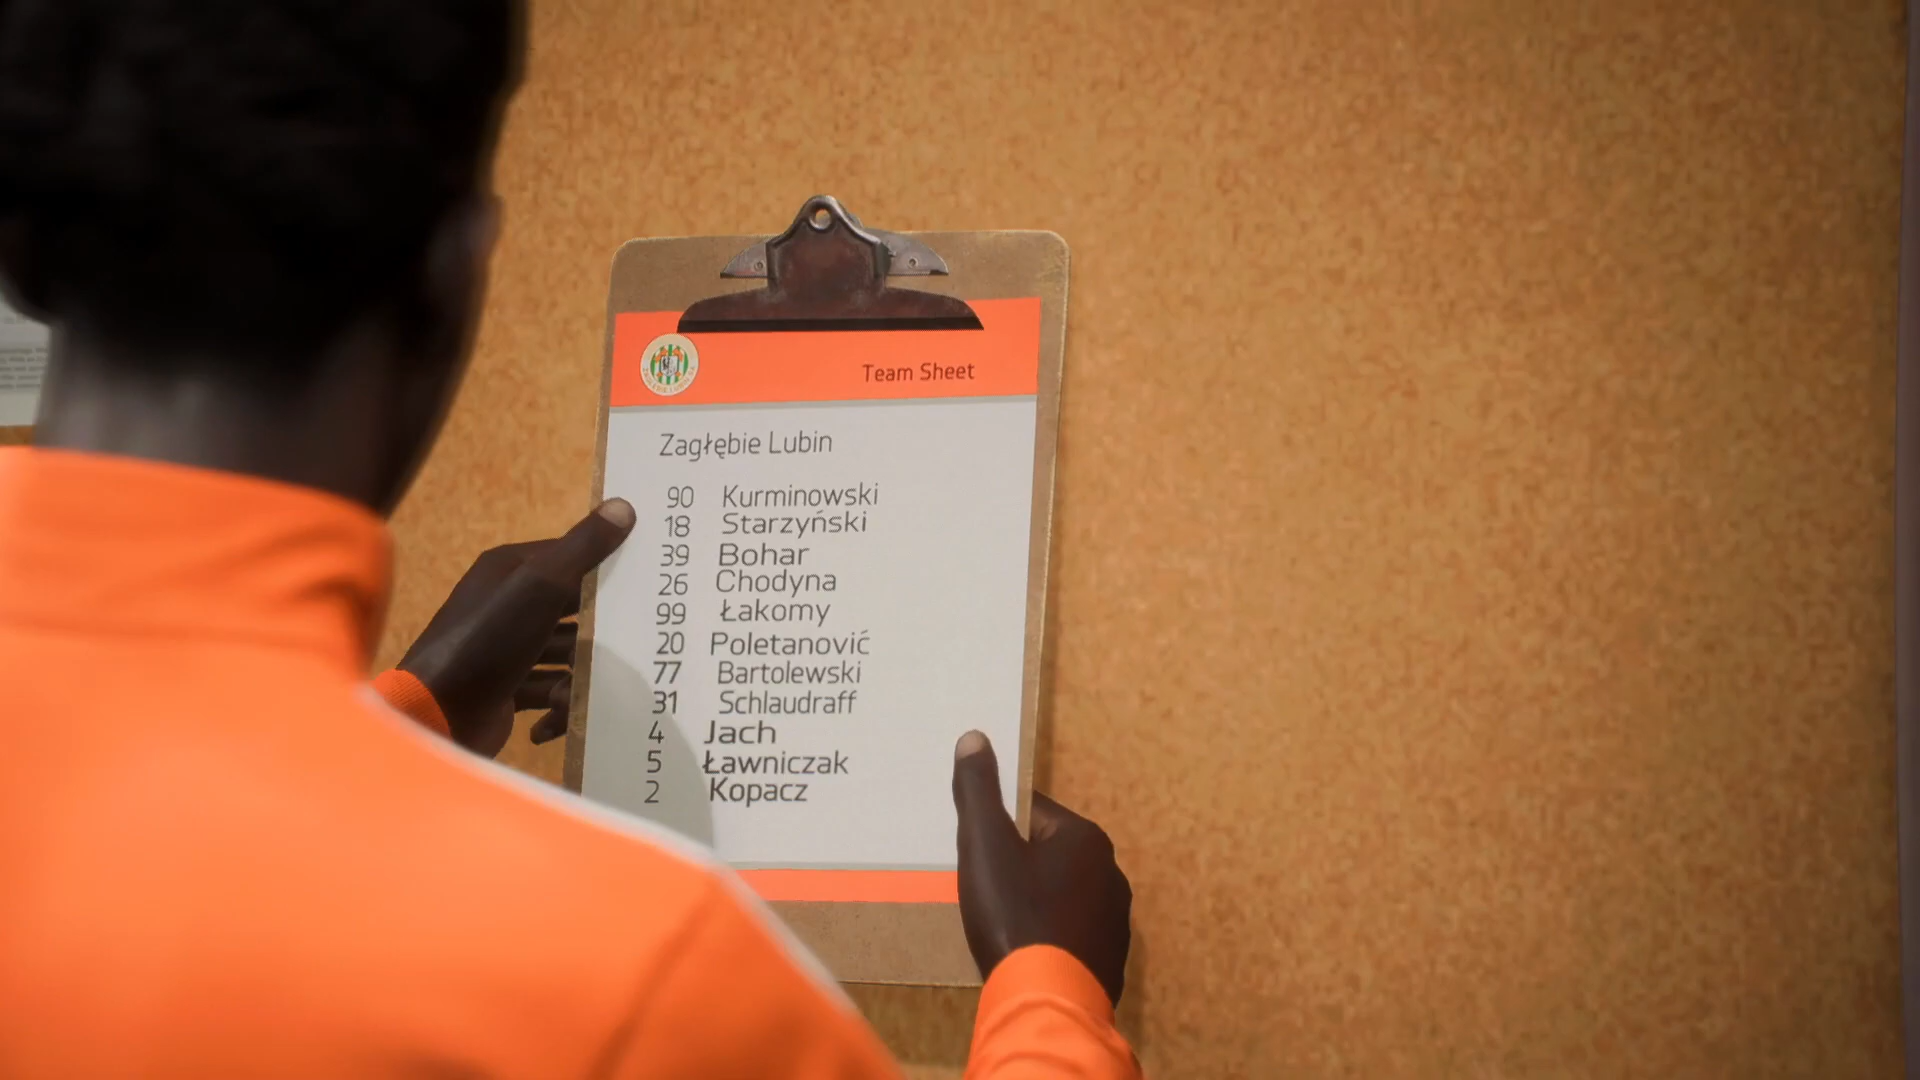 Team Sheet
Zagłębie Lubin
90 Kurminowski
18 Starzyński
39 Bohar
26 Chodyna
99 Łakomy
20 Poletanović
77 Bartolewski
31 Schlaudraff
4 Jach
5 Ławniczak
2 Kopacz